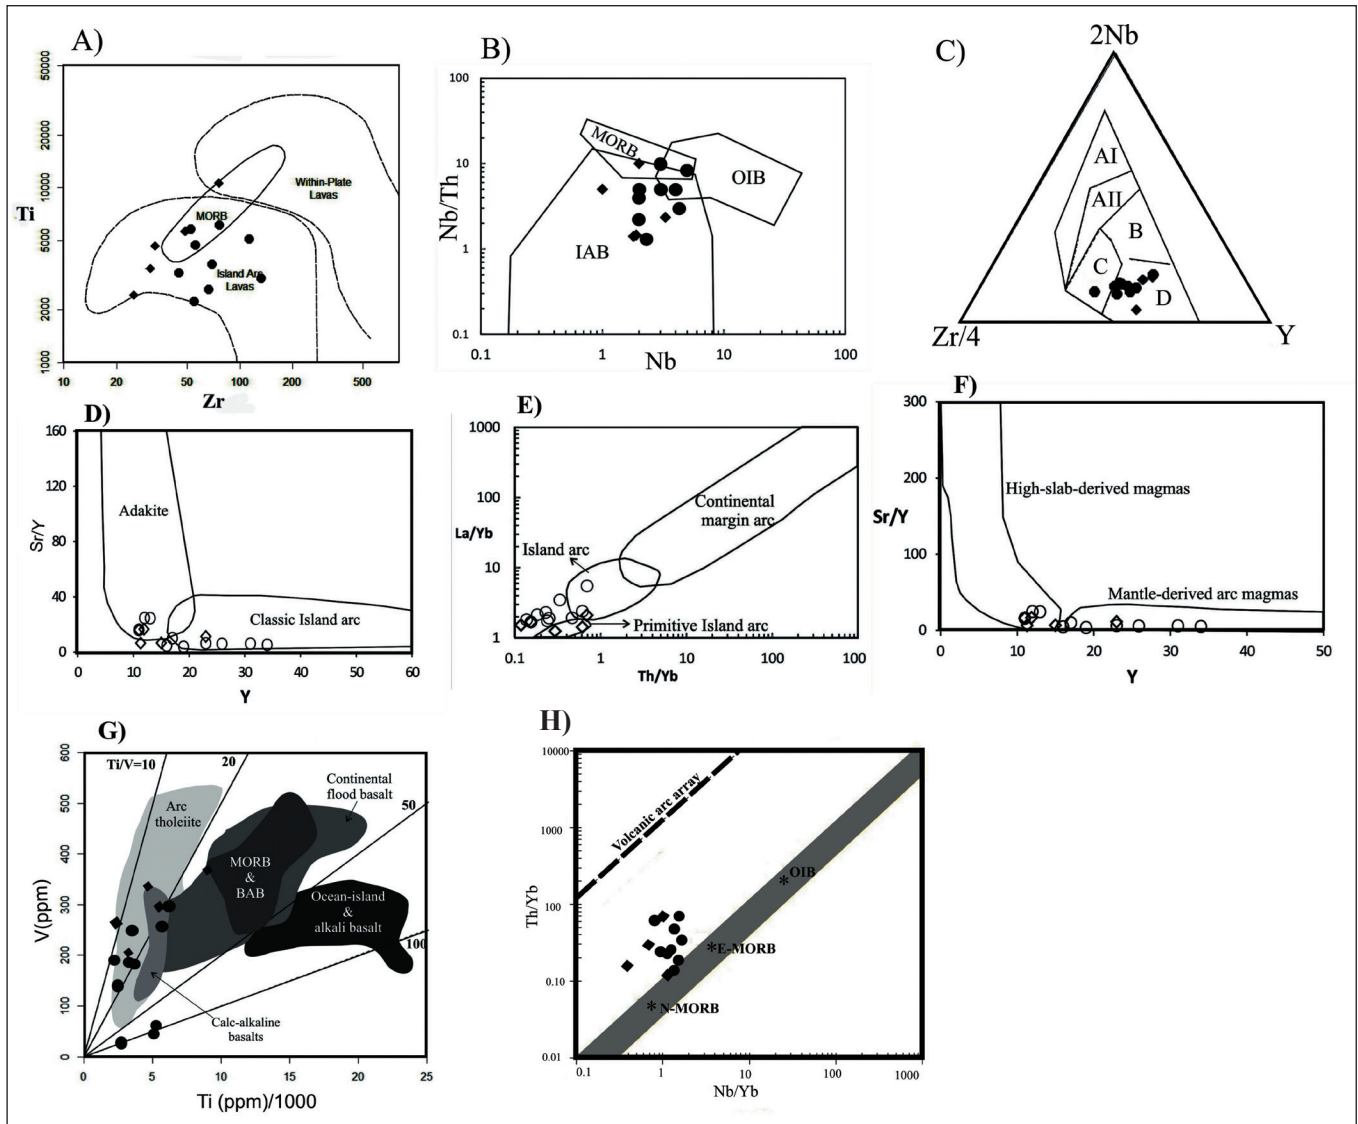 A)
50000
20000
10000
5000
2000
1000
Ti
Within-Plate
Lavas
MORB
Island Arc
Lavas
10
20
50
100
200
500
Zr
B)
100
10
1
0.1
Nb/Th
MORB
OIB
IAB
0.1
1
10
100
Nb
C)
2Nb
AI
AII
B
C
D
Zr/4
Y
D)
160
120
80
40
0
Sr/Y
Adakite
Classic Island arc
0
10
20
30
40
50
60
Y
E)
1000
100
10
1
La/Yb
Continental
margin arc
Island arc
Primitive Island arc
0.1
1
10
100
100
Th/Yb
F)
300
200
100
0
Sr/Y
High-slab-derived magmas
Mantle-derived arc magmas
0
10
20
30
40
50
Y
G)
600
500
400
300
200
100
0
V(ppm)
Ti/V=10
20
50
100
Arc
tholeiite
Continental
flood basalt
MORB
&
BAB
Ocean-island
&
alkali basalt
Calc-alkaline
basalts
0
5
10
15
20
25
Ti (ppm)/1000
H)
10000
1000
100
0.10
0.01
Th/Yb
Volcanic arc array
*OIB
*E-MORB
*N-MORB
0.1
1
10
100
1000
Nb/Yb